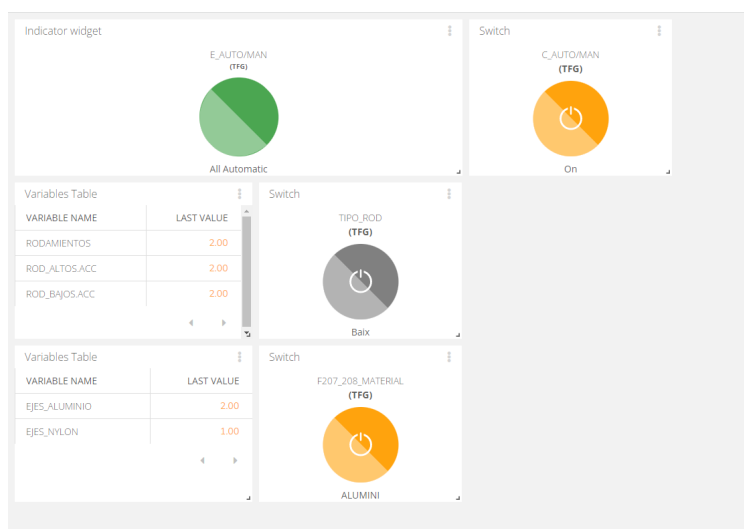 Indicator widget
E_AUTO/MAN
(TFG)
All Automatic
Switch
C_AUTO/MAN
(TFG)
On
Variables Table
VARIABLE NAME LAST VALUE
RODAMIENTOS 2.00
ROD_ALTOS.ACC 2.00
ROD_BAJOS.ACC 2.00
Switch
TIPO_ROD
(TFG)
Baix
Variables Table
VARIABLE NAME LAST VALUE
EJES_ALUMINIO 2.00
EJES_NYLON 1.00
Switch
F207_208_MATERIAL
(TFG)
ALUMINI